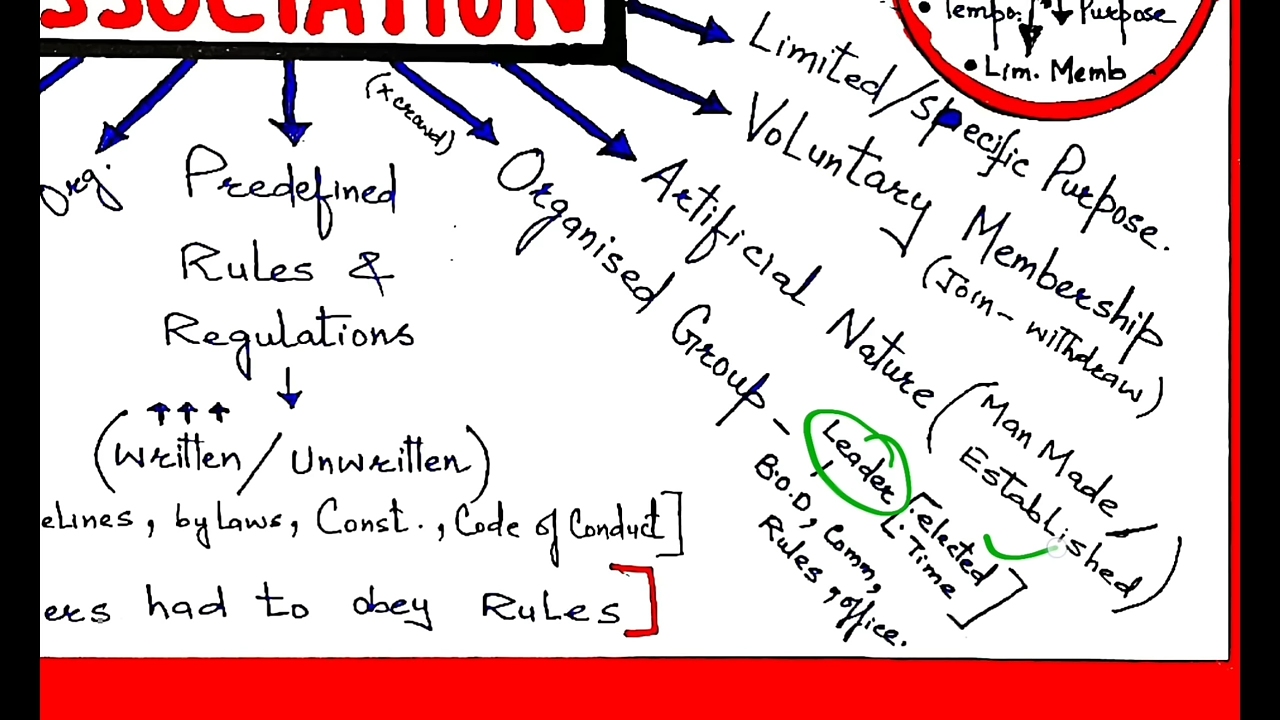 SSOCIATION
• Tempo. Purpose
• Lim. Memb
Limited/specific Purpose.
Voluntary Membership
(Join- withdraw)
Artificial Nature (Man Made/
Established)
(x crowd)
Organised Group - Leader
[elected
L. Time]
B.O.D, Comm,
Rules, office.
Org.
Predefined
Rules &
Regulations
(written/Unwritten)
elines, bylaws, Const., Code of Conduct]
ers had to obey Rules]